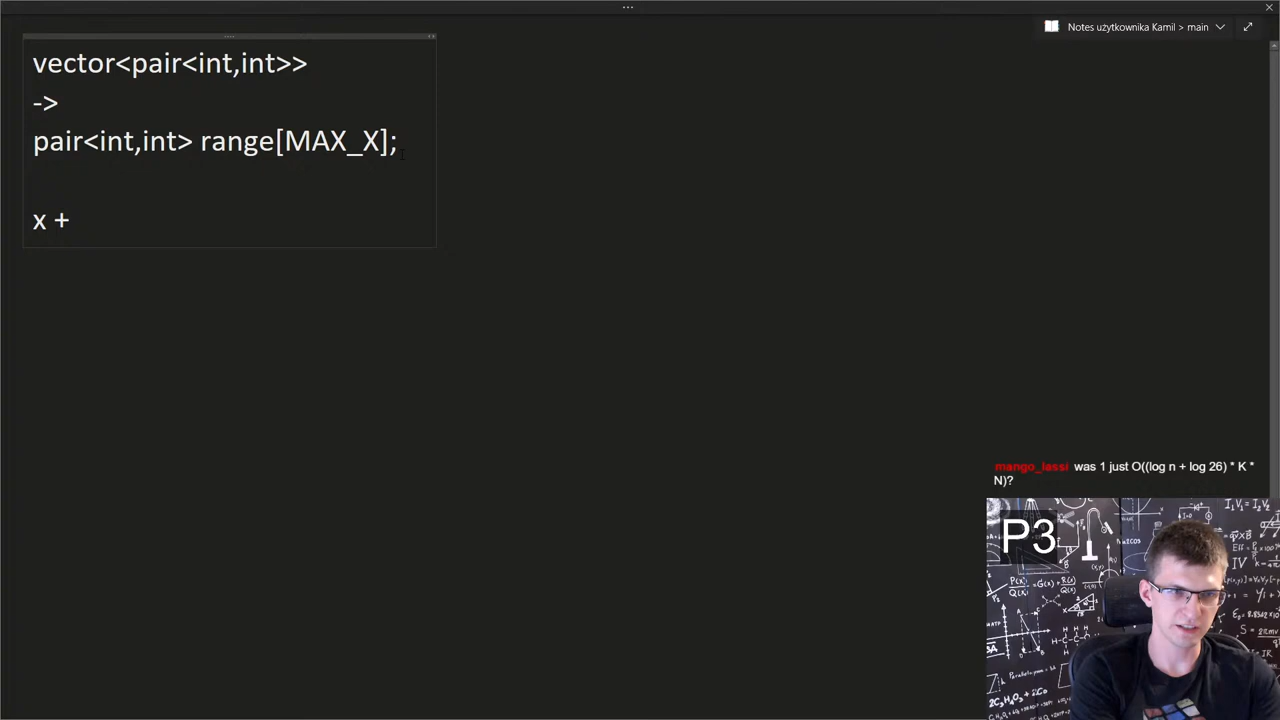 Notes użytkownika Kamil > main
vector<pair<int,int>>
->
pair<int,int> range[MAX_X];
x +
mango_lassi was 1 just O((log n + log 26) * K *
N)?
P3